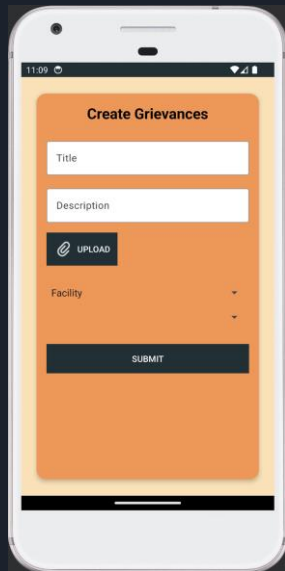 11:09
Create Grievances
Title
Description
UPLOAD
Facility
SUBMIT